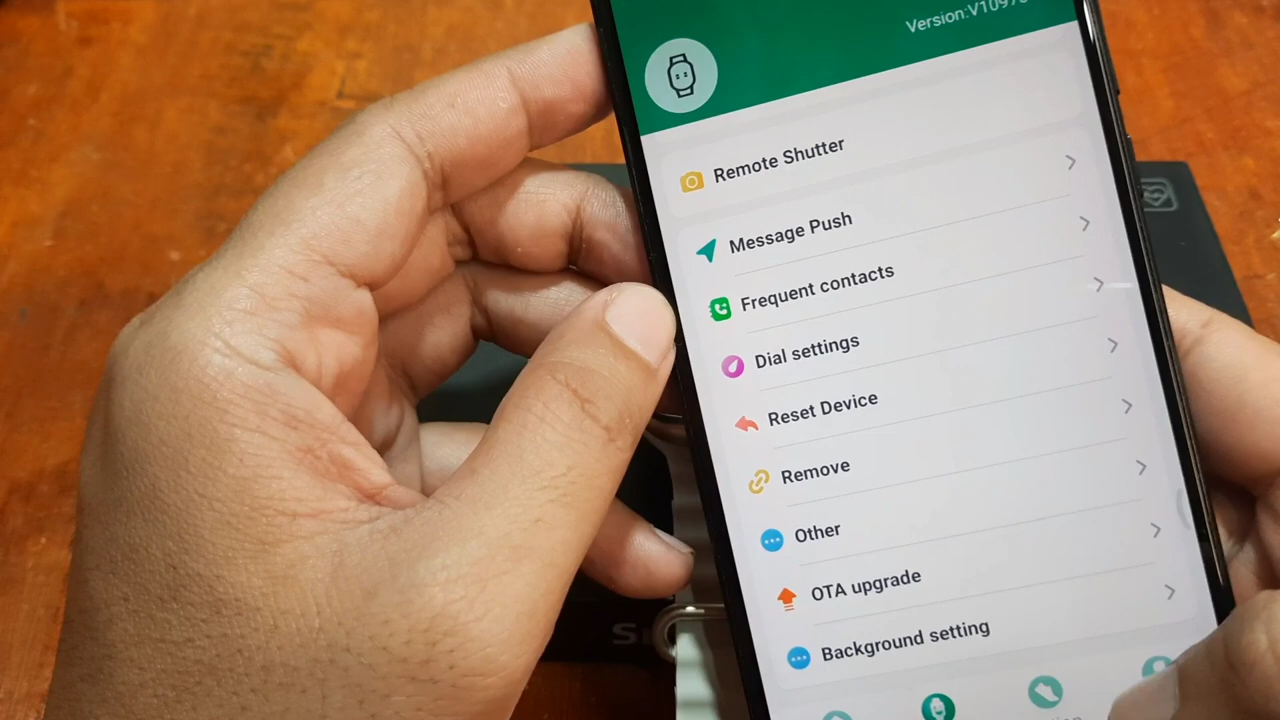 Remote Shutter
Message Push
Frequent contacts
Dial settings
Reset Device
Remove
Other
OTA upgrade
Background setting